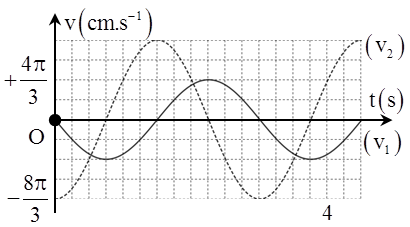 v(cm.s⁻¹)
(v₂)
+4π/3
t(s)
O
(v₁)
-8π/3
4